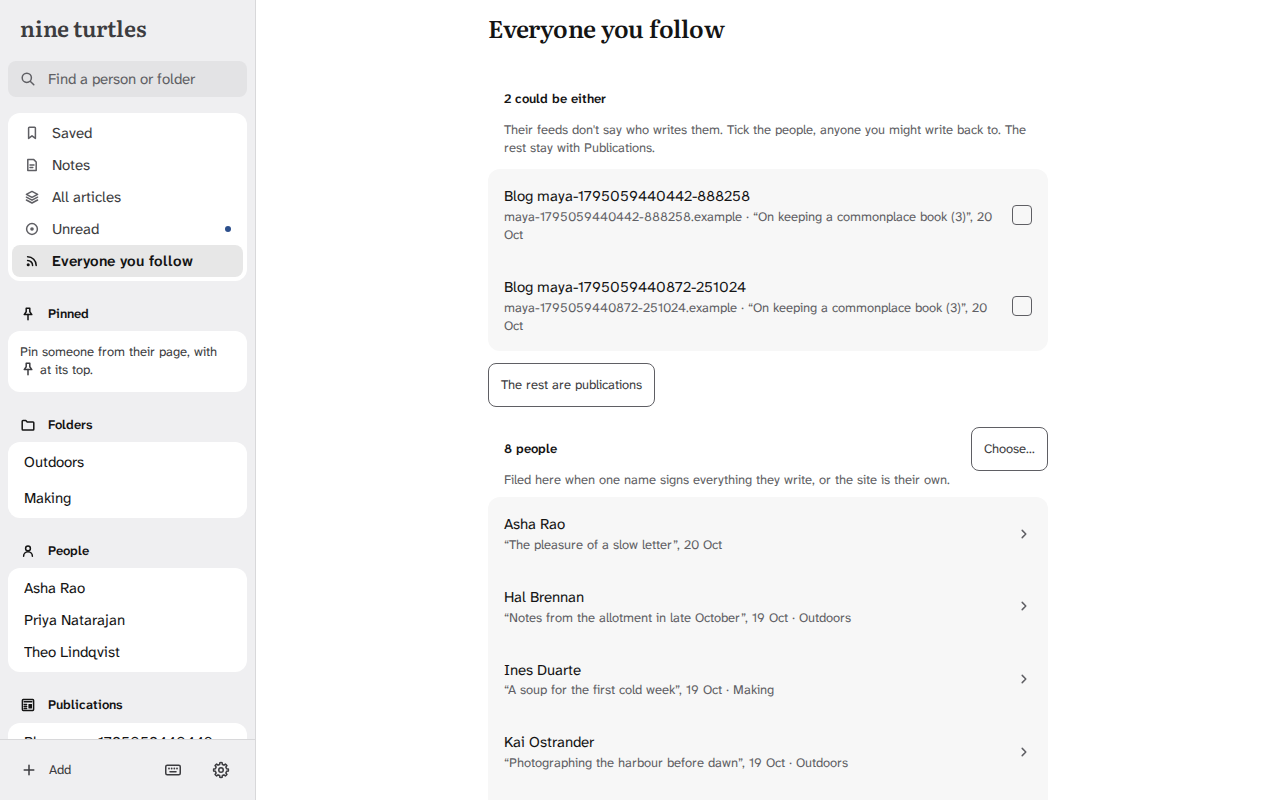 nine turtles
Find a person or folder
Saved
Notes
All articles
Unread
Everyone you follow
Pinned
Pin someone from their page, with
at its top.
Folders
Outdoors
Making
People
Asha Rao
Priya Natarajan
Theo Lindqvist
Publications
Add
Everyone you follow
2 could be either
Their feeds don't say who writes them. Tick the people, anyone you might write back to. The
rest stay with Publications.
Blog maya-1795059440442-888258
maya-1795059440442-888258.example · “On keeping a commonplace book (3)”, 20
Oct
Blog maya-1795059440872-251024
maya-1795059440872-251024.example · “On keeping a commonplace book (3)”, 20
Oct
The rest are publications
8 people
Choose...
Filed here when one name signs everything they write, or the site is their own.
Asha Rao
“The pleasure of a slow letter”, 20 Oct
Hal Brennan
“Notes from the allotment in late October”, 19 Oct · Outdoors
Ines Duarte
“A soup for the first cold week”, 19 Oct · Making
Kai Ostrander
“Photographing the harbour before dawn”, 19 Oct · Outdoors